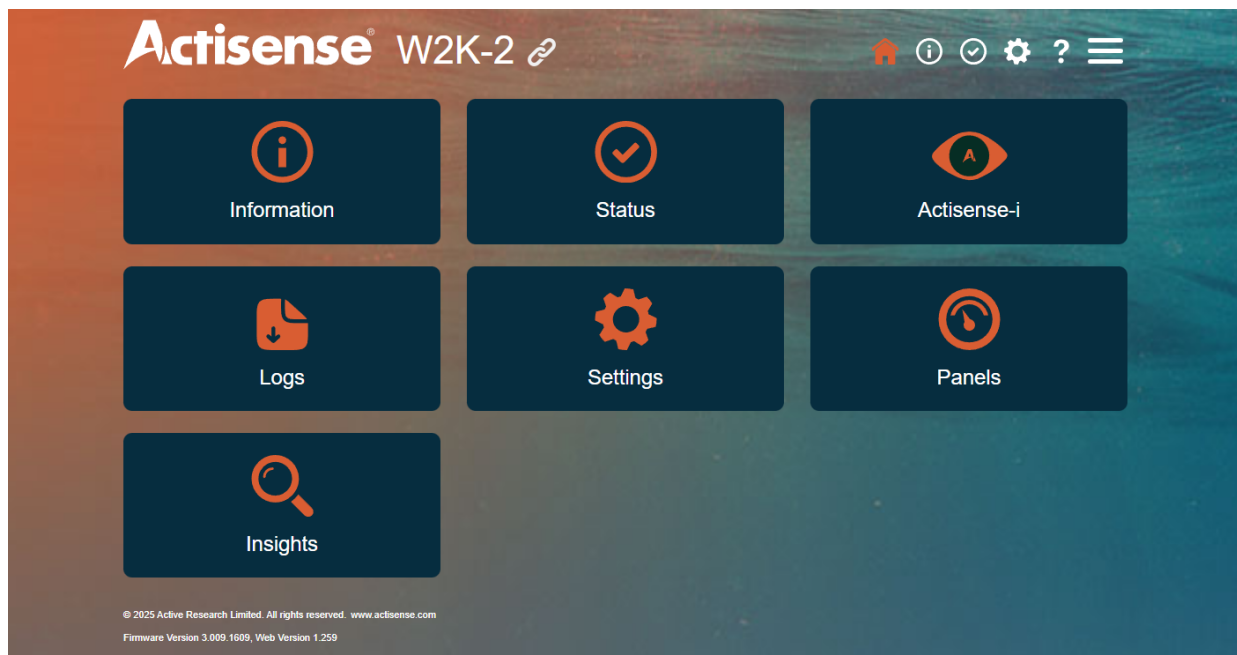 Actisense® W2K-2
?
Information
Status
A
Actisense-i
Logs
Settings
Panels
Insights
© 2025 Active Research Limited. All rights reserved. www.actisense.com
Firmware Version 3.009.1609, Web Version 1.259